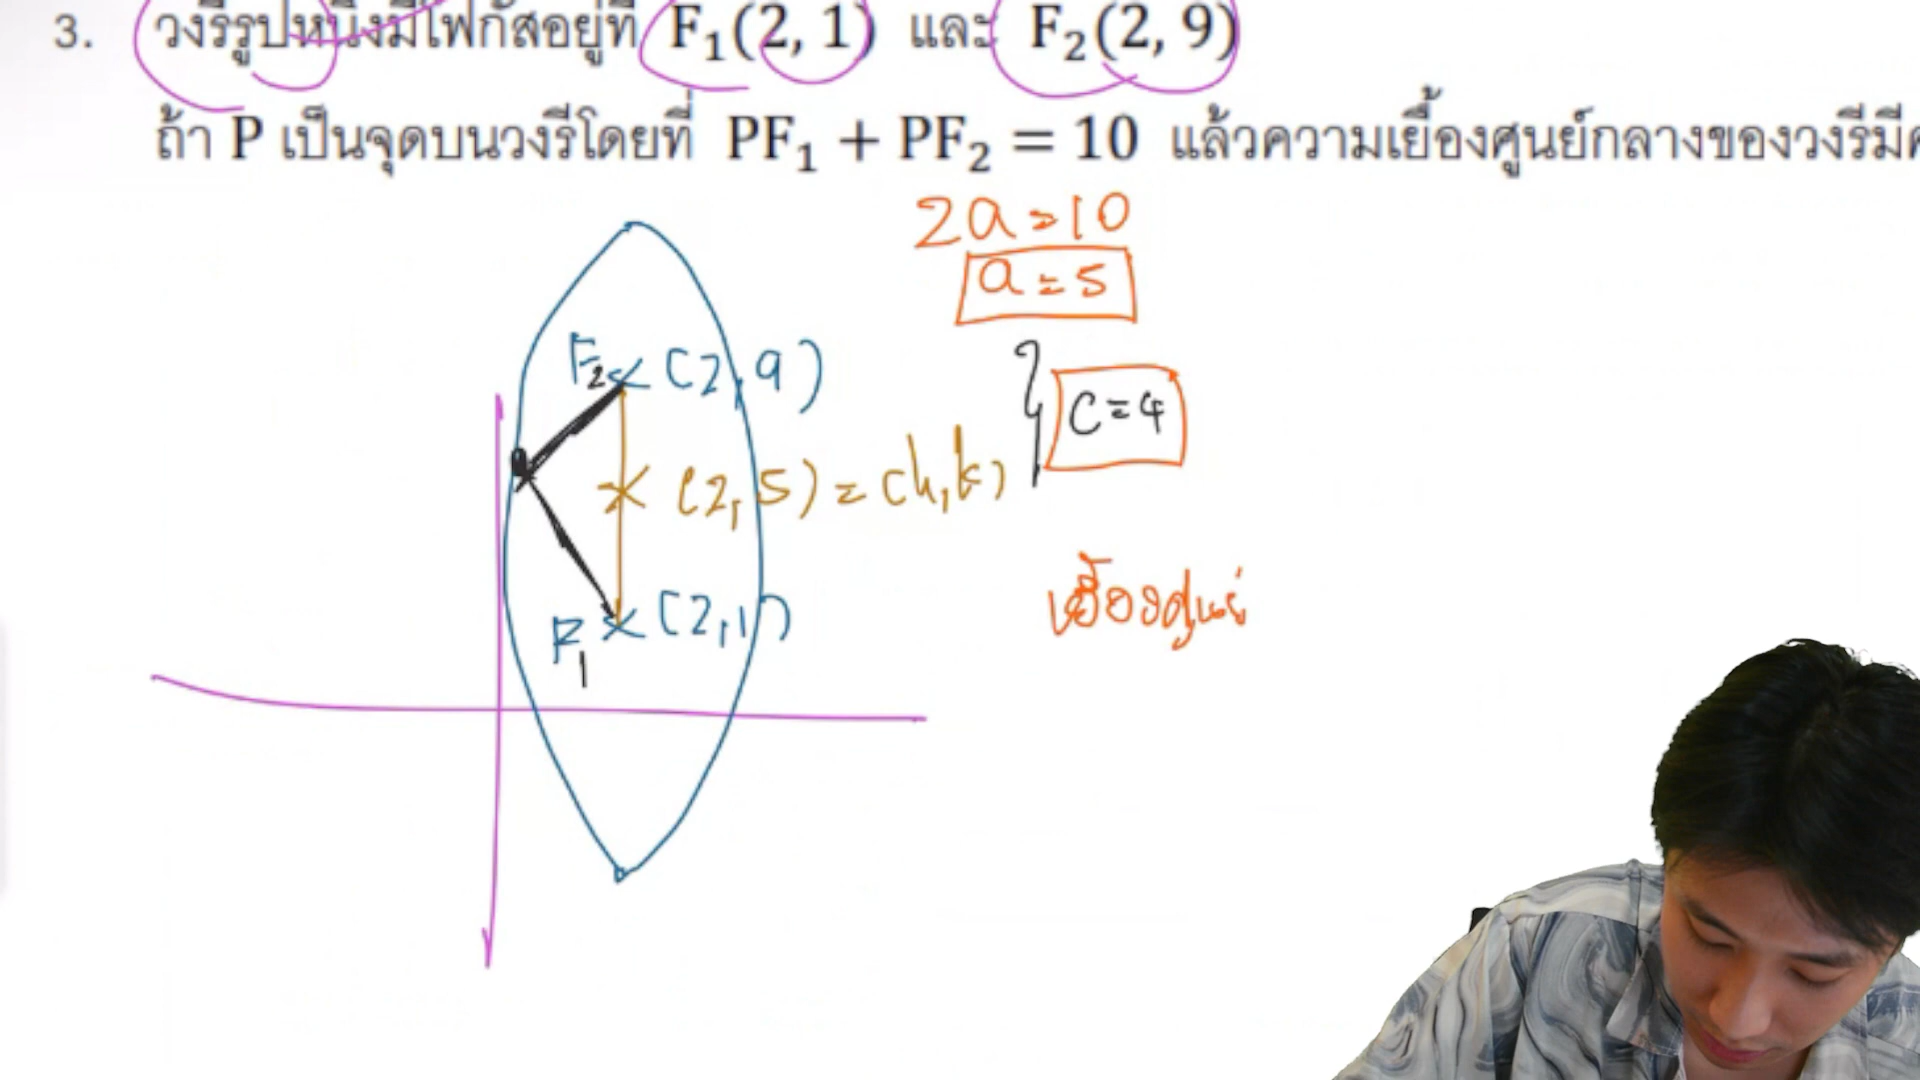 3. วงรีรูปหนึ่งมีโฟกัสอยู่ที่ F₁(2, 1) และ F₂(2, 9)
ถ้า P เป็นจุดบนวงรีโดยที่ PF₁ + PF₂ = 10 แล้วความเยื้องศูนย์กลางของวงรีมีค
2a = 10
a = 5
F₂ (2, 9)
c = 4
(2, 5) = (h, k)
F₁ (2, 1)
เยื้องศูนย์